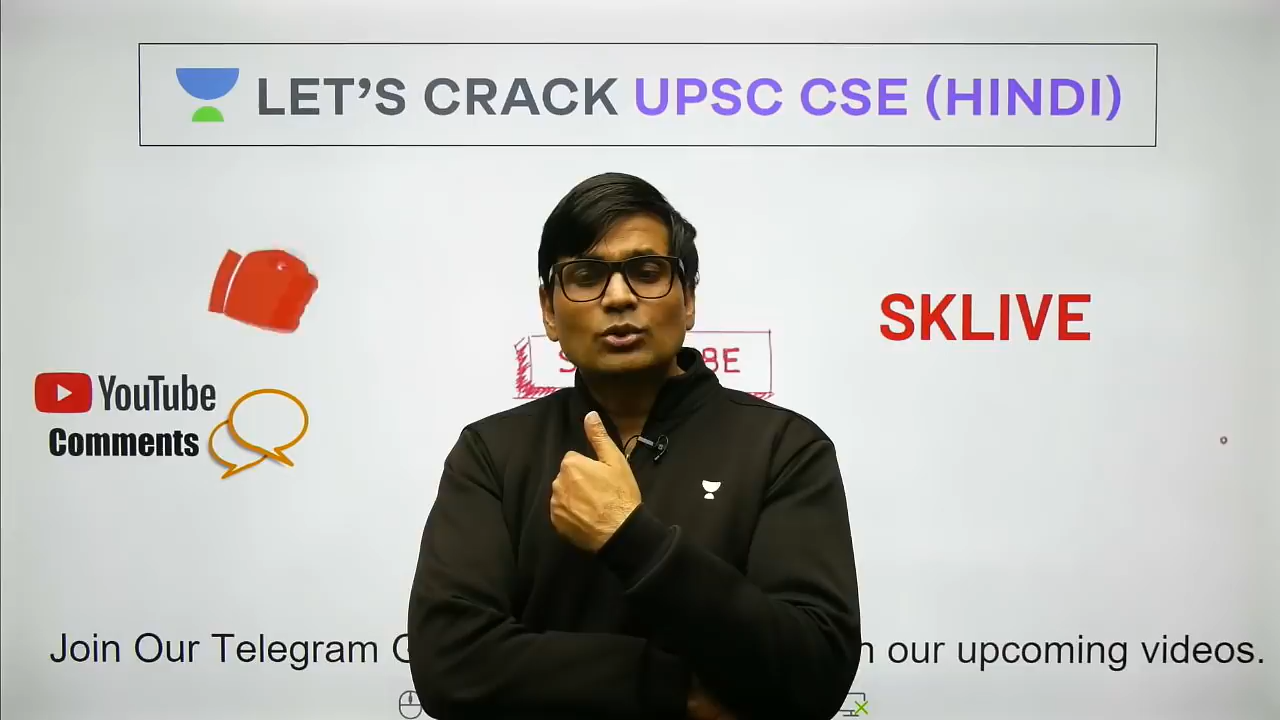 LET'S CRACK UPSC CSE (HINDI)
SKLIVE
YouTube
Comments
Join Our Telegram
our upcoming videos.